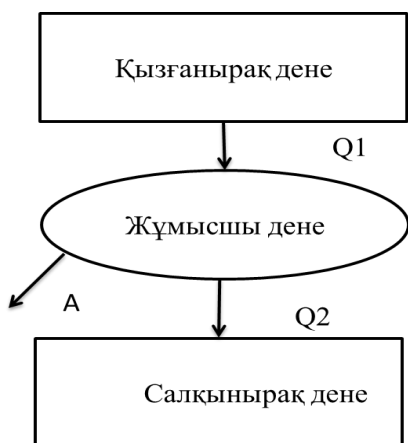 Қызғанырақ дене
Q1
Жұмысшы дене
A
Q2
Салқынырақ дене